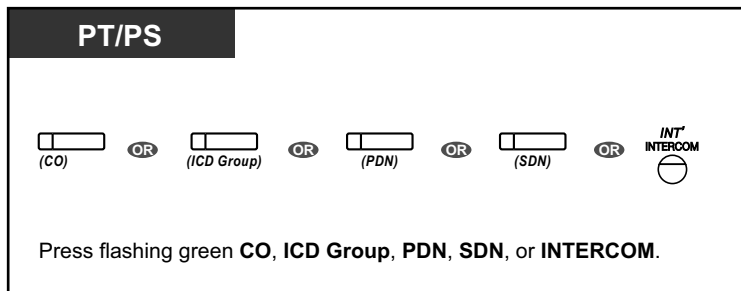 PT/PS
INT'
OR OR OR OR INTERCOM
(CO) (ICD Group) (PDN) (SDN)
Press flashing green CO, ICD Group, PDN, SDN, or INTERCOM.